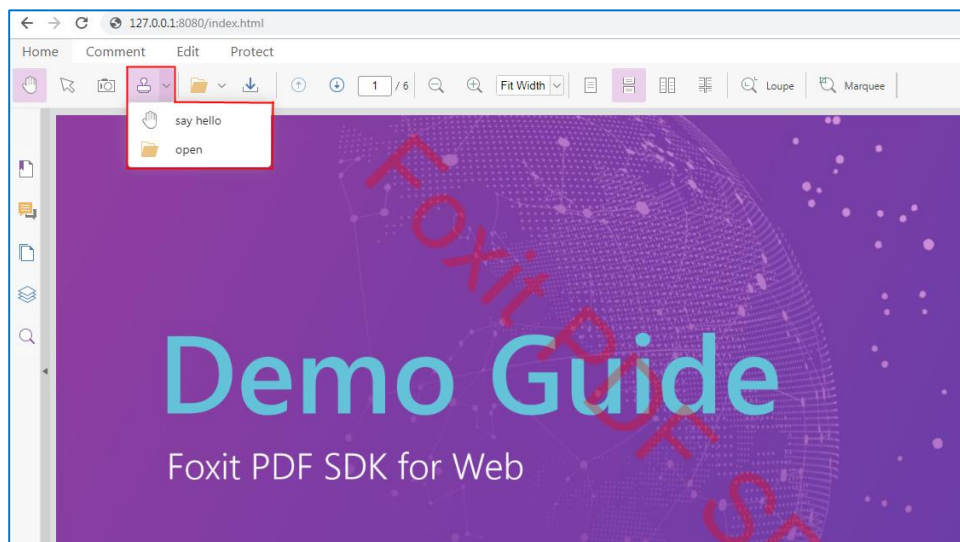 127.0.0.1:8080/index.html
Home Comment Edit Protect
1 / 6 Fit Width Loupe Marquee
say hello
open
Foxit PDF S
Demo Guide
Foxit PDF SDK for Web